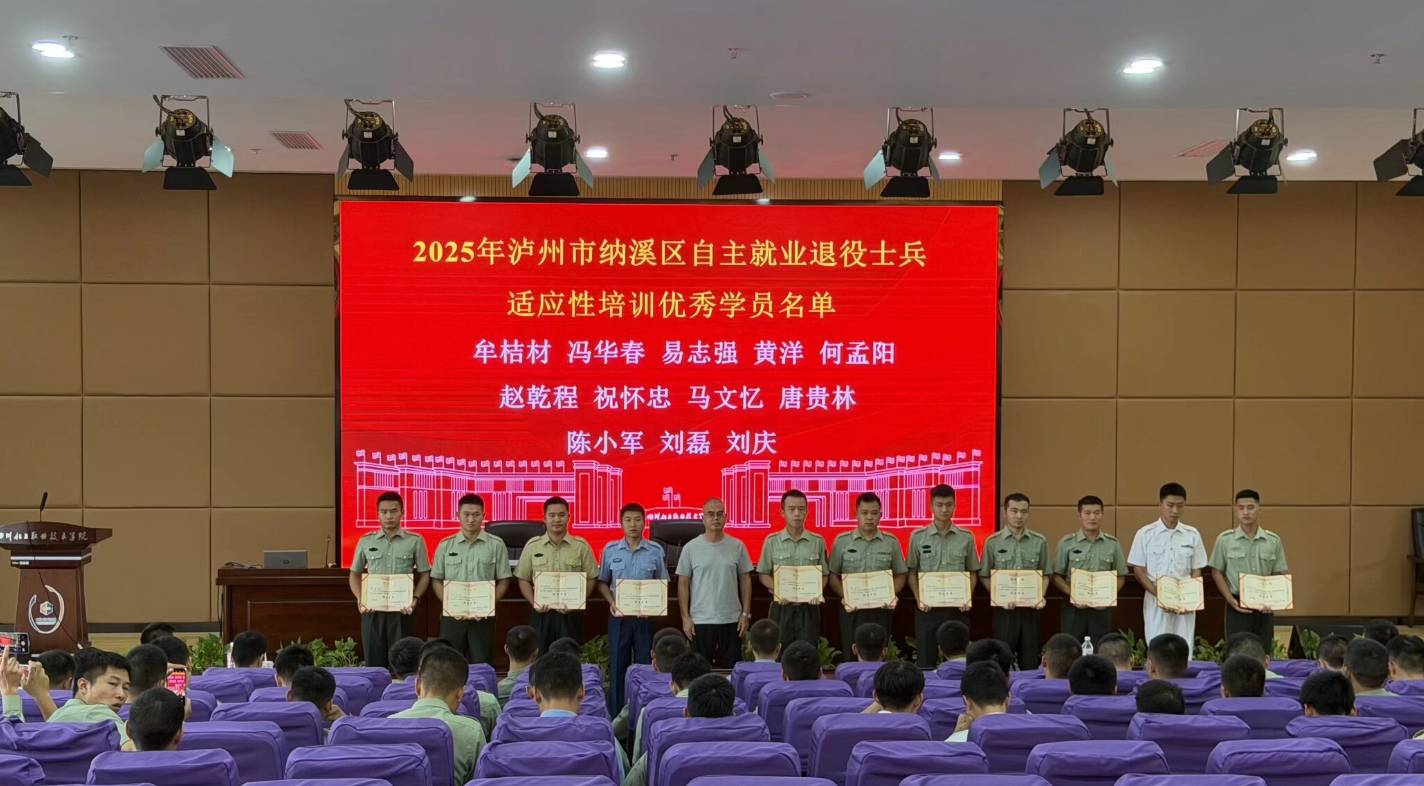 2025年泸州市纳溪区自主就业退役士兵
适应性培训优秀学员名单
牟桔材 冯华春 易志强 黄洋 何孟阳
赵乾程 祝怀忠 马文忆 唐贵林
陈小军 刘磊 刘庆